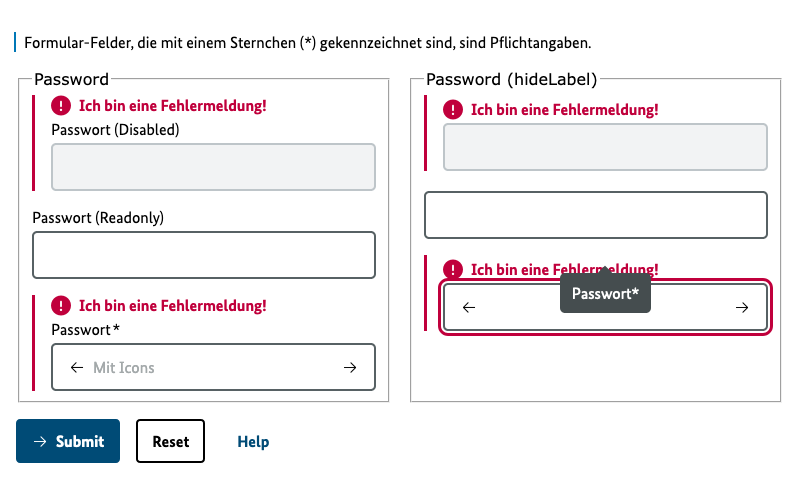 Formular-Felder, die mit einem Sternchen (*) gekennzeichnet sind, sind Pflichtangaben.
Password
Ich bin eine Fehlermeldung!
Passwort (Disabled)
Passwort (Readonly)
Ich bin eine Fehlermeldung!
Passwort*
Mit Icons
Password (hideLabel)
Ich bin eine Fehlermeldung!
Ich bin eine Fehlermeldung!
Passwort*
Submit
Reset
Help